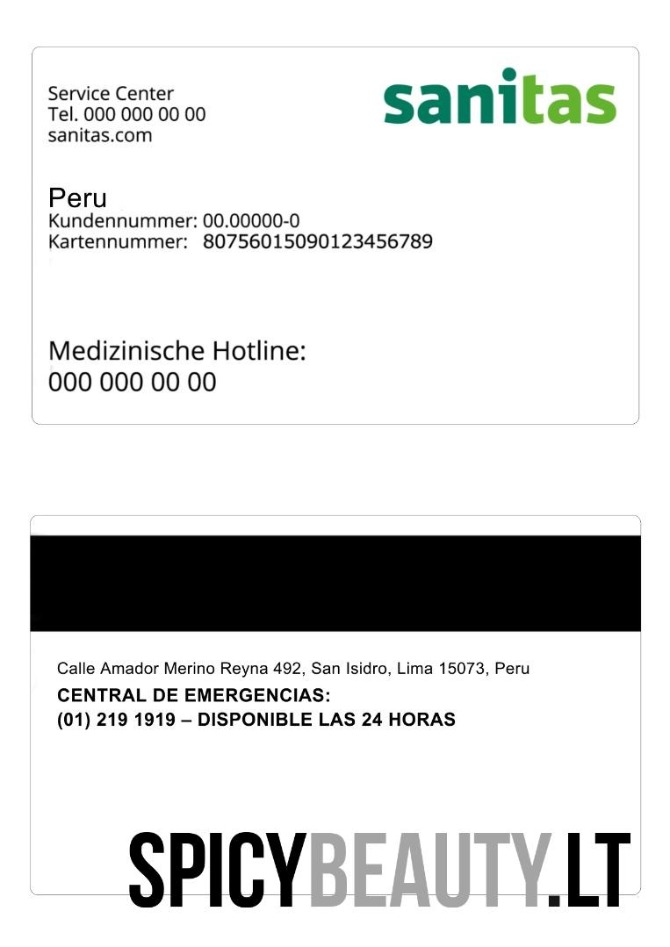 Service Center
Tel. 000 000 00 00
sanitas.com
sanitas
Peru
Kundennummer: 00.00000-0
Kartennummer: 80756015090123456789
Medizinische Hotline:
000 000 00 00
Calle Amador Merino Reyna 492, San Isidro, Lima 15073, Peru
CENTRAL DE EMERGENCIAS:
(01) 219 1919 – DISPONIBLE LAS 24 HORAS
SPICYBEAUTY.LT